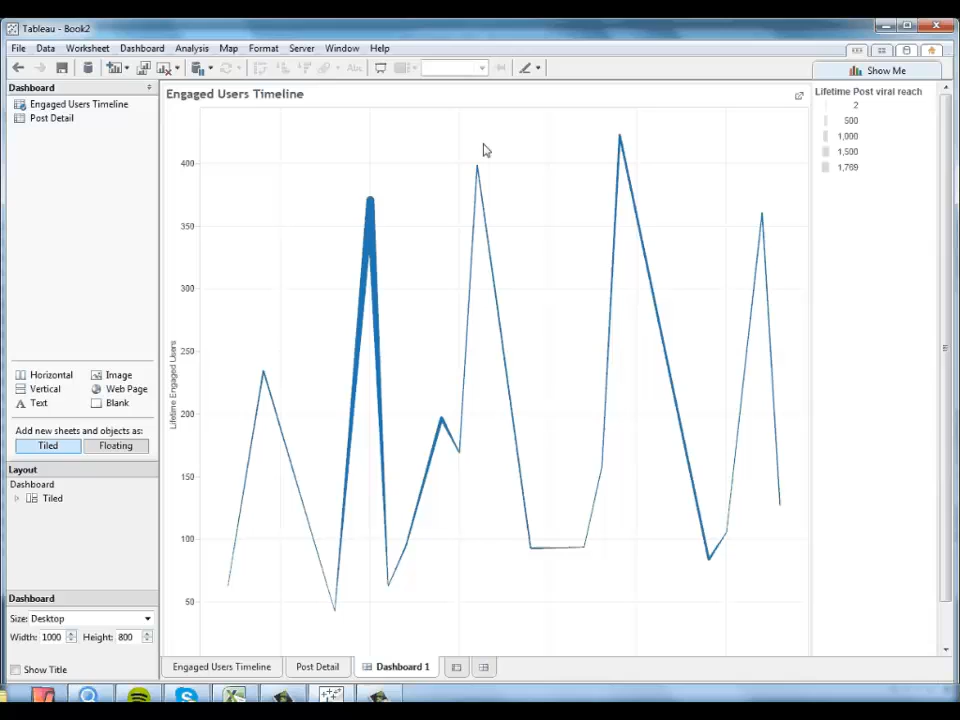 Tableau - Book2
File Data Worksheet Dashboard Analysis Map Format Server Window Help
Abc
Show Me
Dashboard
Engaged Users Timeline
Post Detail
Horizontal Image
Vertical Web Page
Text Blank
Add new sheets and objects as:
Tiled Floating
Layout
Dashboard
Tiled
Dashboard
Size: Desktop
Width: 1000 Height: 800
Show Title
Engaged Users Timeline
400
350
300
250
200
150
100
50
Lifetime Engaged Users
Lifetime Post viral reach
2
500
1,000
1,500
1,769
Engaged Users Timeline Post Detail Dashboard 1